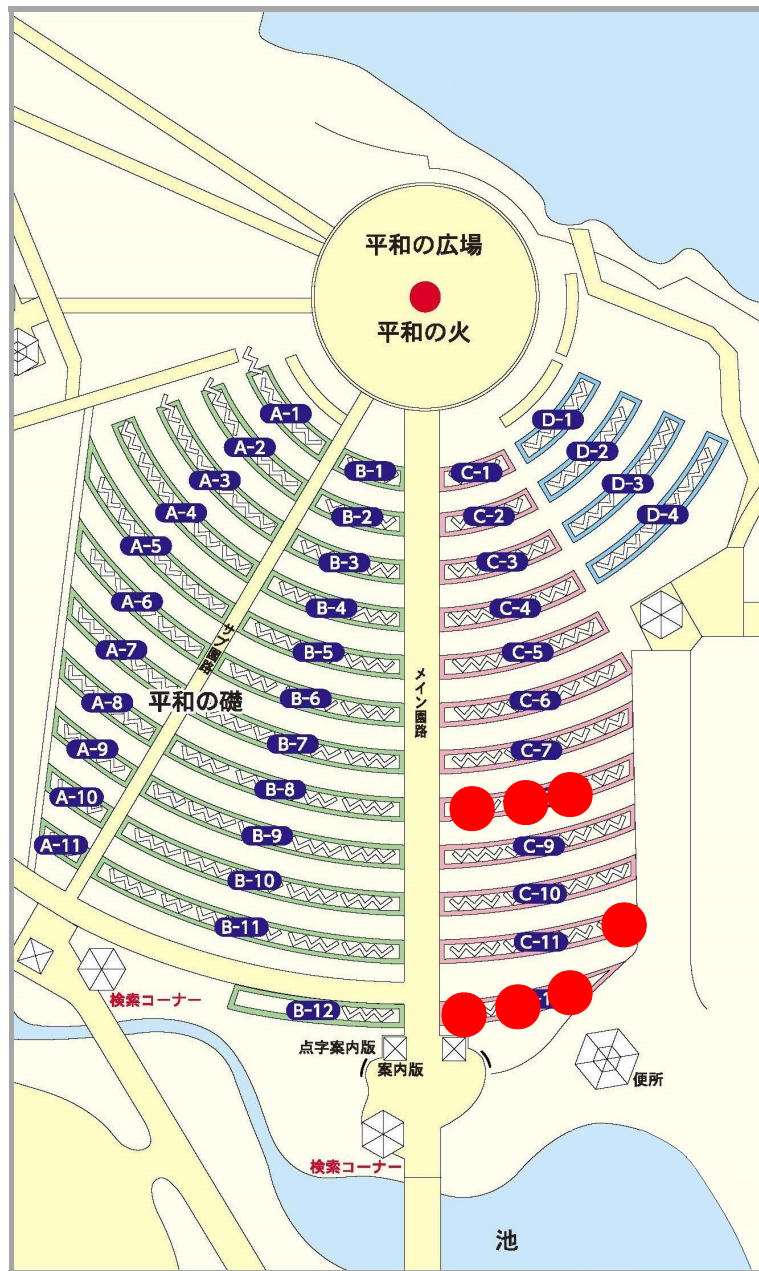 平和の広場
平和の火
A-1
A-2
A-3
A-4
A-5
A-6
A-7
A-8
A-9
A-10
A-11
B-1
B-2
B-3
B-4
B-5
B-6
B-7
B-8
B-9
B-10
B-11
B-12
C-1
C-2
C-3
C-4
C-5
C-6
C-7
C-9
C-10
C-11
D-1
D-2
D-3
D-4
サブ園路
メイン園路
平和の礎
検索コーナー
点字案内版
案内版
便所
検索コーナー
池